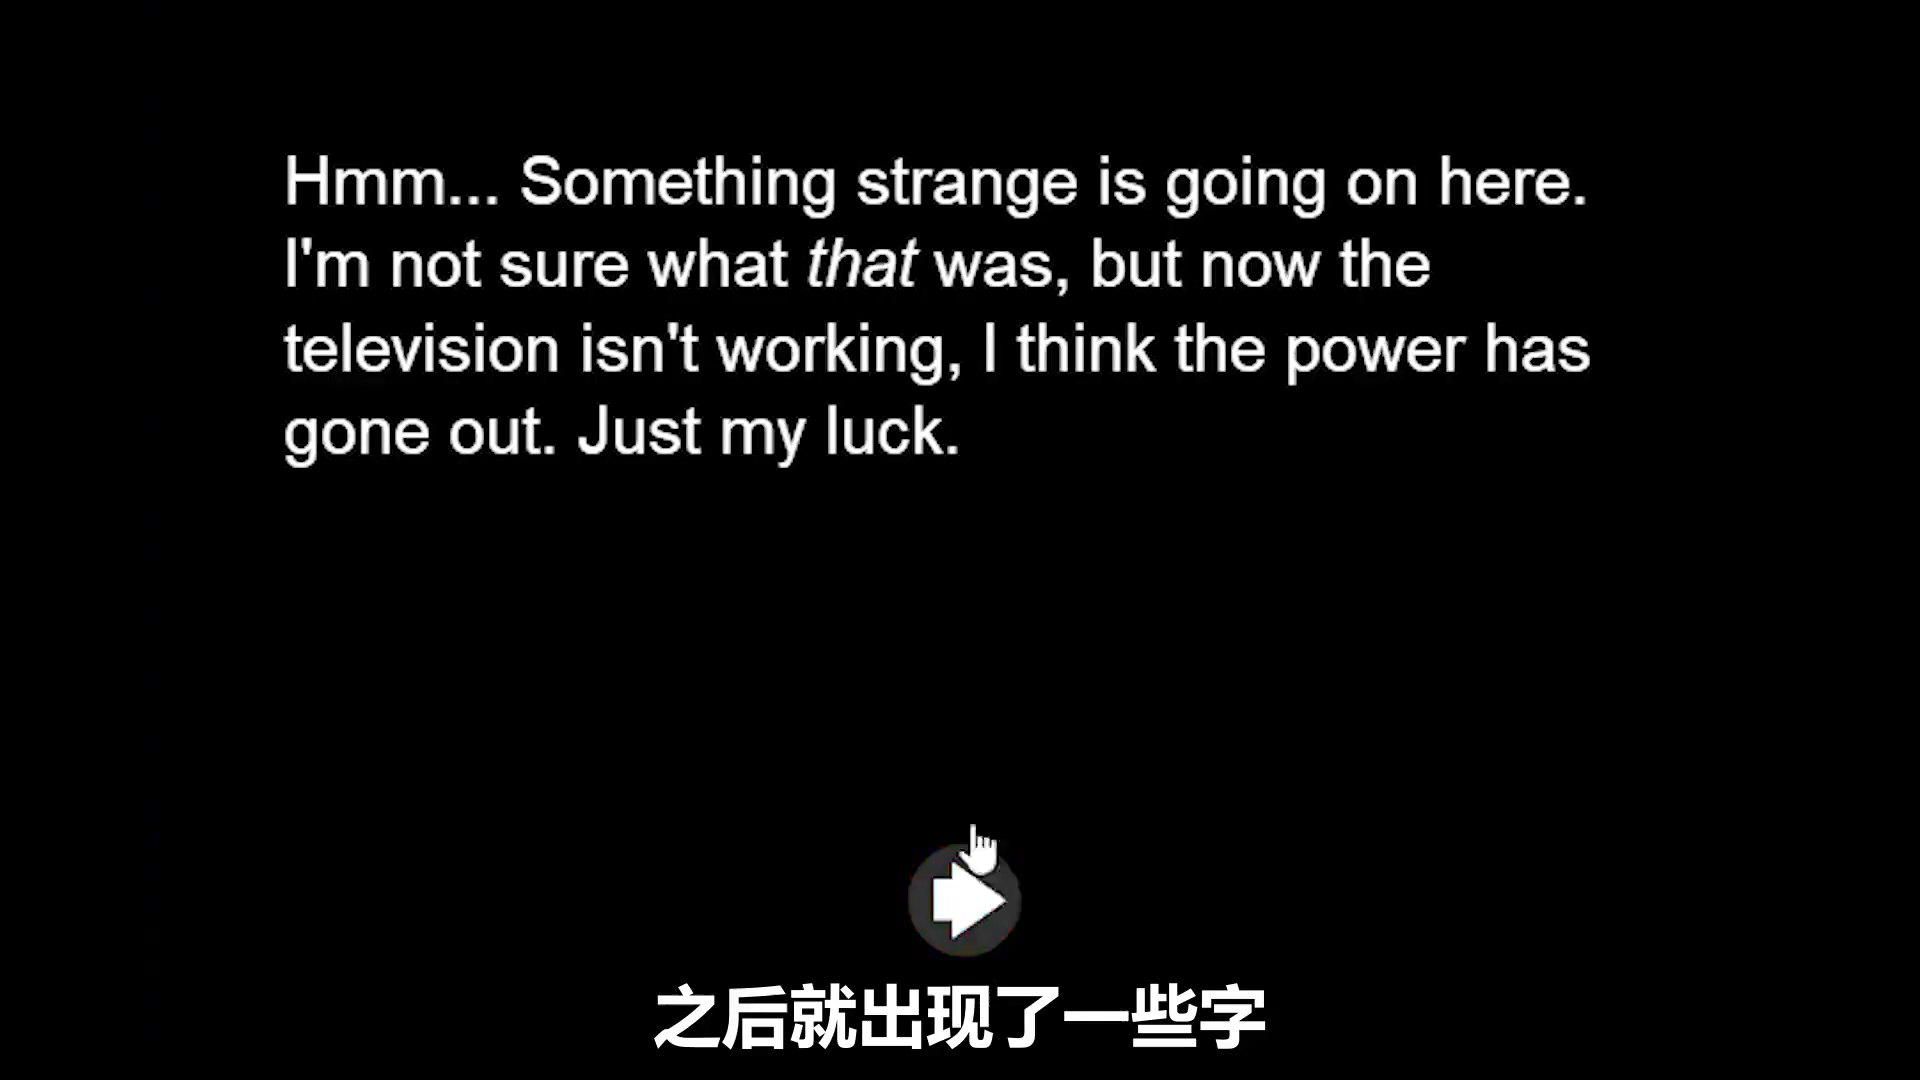 Hmm... Something strange is going on here.
I'm not sure what that was, but now the
television isn't working, I think the power has
gone out. Just my luck.
之后就出现了一些字